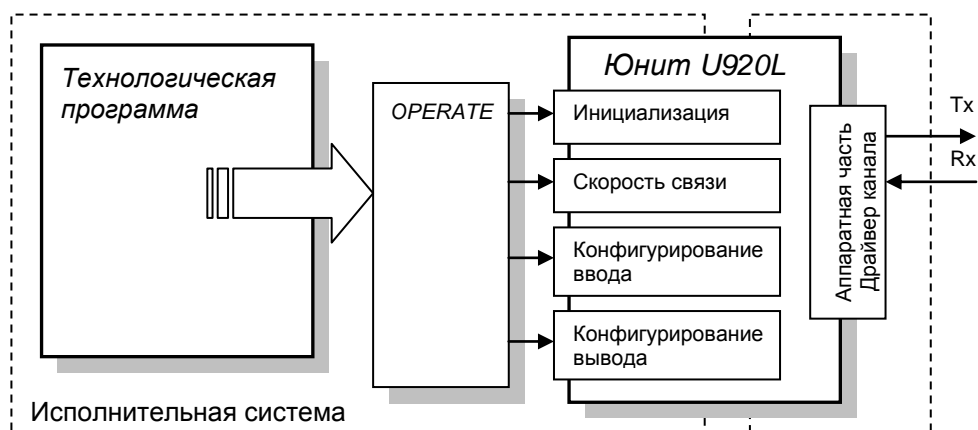 Технологическая
программа
OPERATE
Юнит U920L
Инициализация
Скорость связи
Конфигурирование
ввода
Конфигурирование
вывода
Аппаратная часть
Драйвер канала
Tx
Rx
Исполнительная система